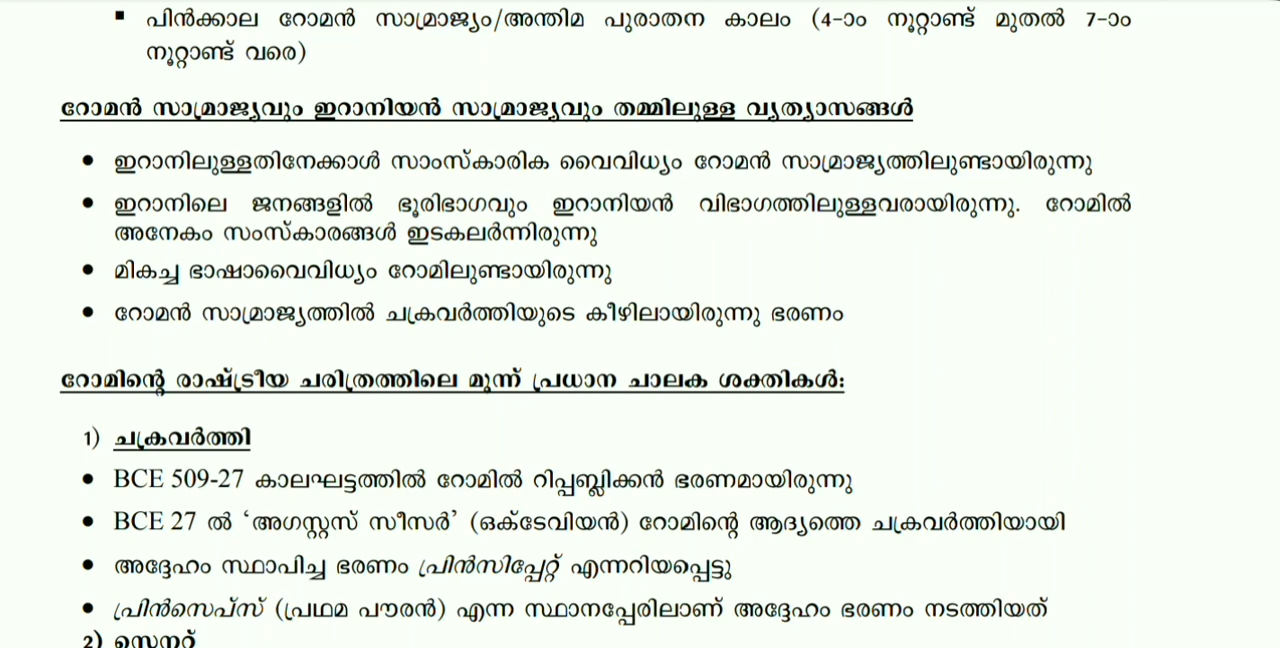 ▪ പിൻക്കാല റോമൻ സാമ്രാജ്യം/അന്തിമ പുരാതന കാലം (4-ാം നൂറ്റാണ്ട് മുതൽ 7-ാം
നൂറ്റാണ്ട് വരെ)
റോമൻ സാമ്രാജ്യവും ഇറാനിയൻ സാമ്രാജ്യവും തമ്മിലുള്ള വ്യത്യാസങ്ങൾ
● ഇറാനിലുള്ളതിനേക്കാൾ സാംസ്കാരിക വൈവിധ്യം റോമൻ സാമ്രാജ്യത്തിലുണ്ടായിരുന്നു
● ഇറാനിലെ ജനങ്ങളിൽ ഭൂരിഭാഗവും ഇറാനിയൻ വിഭാഗത്തിലുള്ളവരായിരുന്നു. റോമിൽ
അനേകം സംസ്കാരങ്ങൾ ഇടകലർന്നിരുന്നു
● മികച്ച ഭാഷാവൈവിധ്യം റോമിലുണ്ടായിരുന്നു
● റോമൻ സാമ്രാജ്യത്തിൽ ചക്രവർത്തിയുടെ കീഴിലായിരുന്നു ഭരണം
റോമിന്റെ രാഷ്ട്രീയ ചരിത്രത്തിലെ മൂന്ന് പ്രധാന ചാലക ശക്തികൾ:
1) ചക്രവർത്തി
● BCE 509-27 കാലഘട്ടത്തിൽ റോമിൽ റിപ്പബ്ലിക്കൻ ഭരണമായിരുന്നു
● BCE 27 ൽ ‘അഗസ്റ്റസ് സീസർ’ (ഒക്ടേവിയൻ) റോമിന്റെ ആദ്യത്തെ ചക്രവർത്തിയായി
● അദ്ദേഹം സ്ഥാപിച്ച ഭരണം പ്രിൻസിപ്പേറ്റ് എന്നറിയപ്പെട്ടു
● പ്രിൻസെപ്സ് (പ്രഥമ പൗരൻ) എന്ന സ്ഥാനപ്പേരിലാണ് അദ്ദേഹം ഭരണം നടത്തിയത്
2) സെനറ്റ്